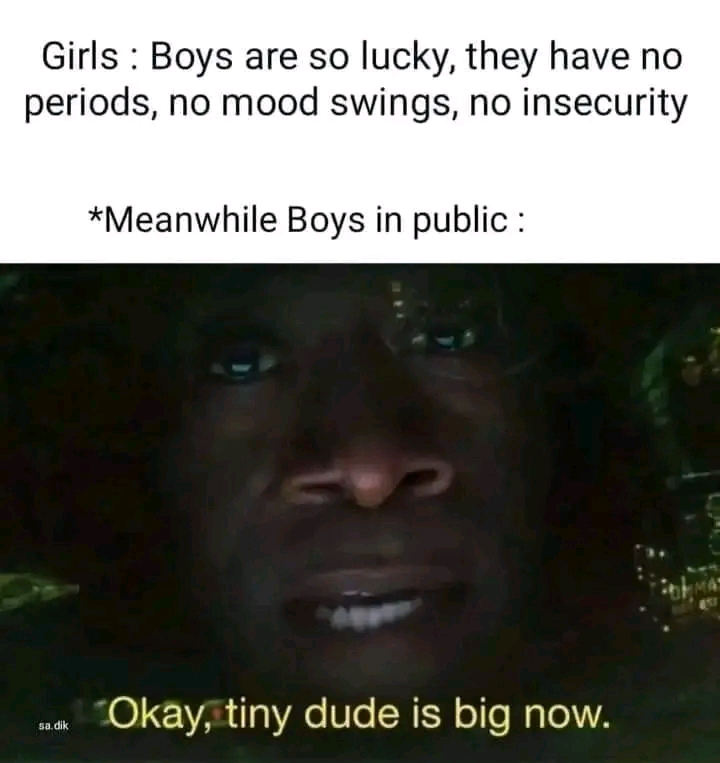 Girls : Boys are so lucky, they have no
periods, no mood swings, no insecurity
*Meanwhile Boys in public :
Okay, tiny dude is big now.
sa.dik